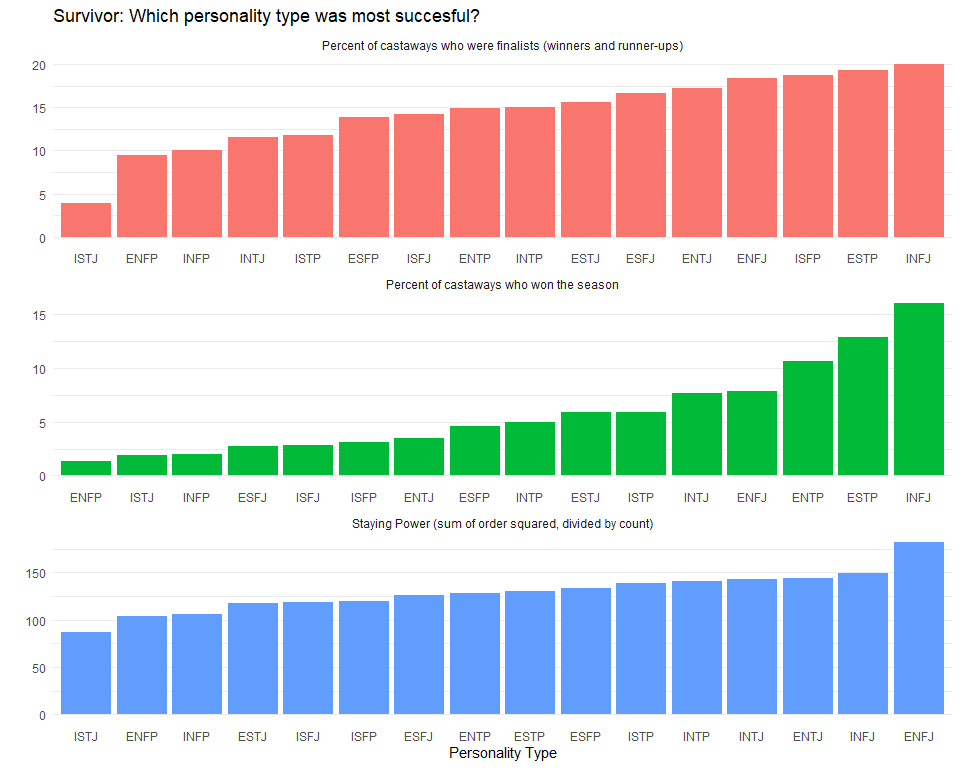 Survivor: Which personality type was most succesful?
Percent of castaways who were finalists (winners and runner-ups)
20
15
10
5
0
ISTJ ENFP INFP INTJ ISTP ESFP ISFJ ENTP INTP ESTJ ESFJ ENTJ ENFJ ISFP ESTP INFJ
Percent of castaways who won the season
15
10
5
0
ENFP ISTJ INFP ESFJ ISFJ ISFP ENTJ ESFP INTP ESTJ ISTP INTJ ENFJ ENTP ESTP INFJ
Staying Power (sum of order squared, divided by count)
150
100
50
0
ISTJ ENFP INFP ESTJ ISFJ ISFP ESFJ ENTP ESTP ESFP ISTP INTP INTJ ENTJ INFJ ENFJ
Personality Type